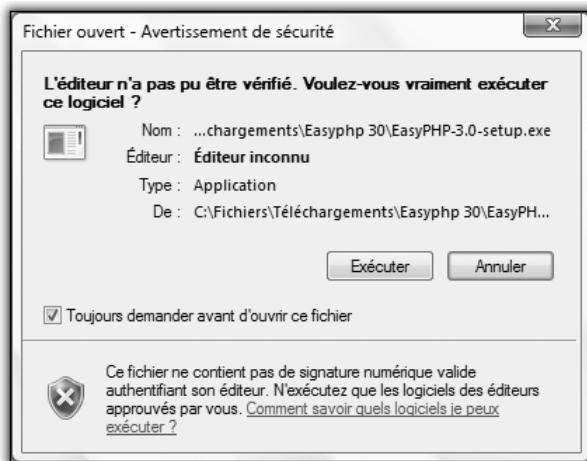 Fichier ouvert - Avertissement de sécurité
L'éditeur n'a pas pu être vérifié. Voulez-vous vraiment exécuter
ce logiciel ?
Nom : ...chargements\Easyphp 30\EasyPHP-3.0-setup.exe
Éditeur : Éditeur inconnu
Type : Application
De : C:\Fichiers\Téléchargements\Easyphp 30\EasyPH...
Exécuter Annuler
Toujours demander avant d'ouvrir ce fichier
Ce fichier ne contient pas de signature numérique valide
authentifiant son éditeur. N'exécutez que les logiciels des éditeurs
approuvés par vous. Comment savoir quels logiciels je peux
exécuter ?